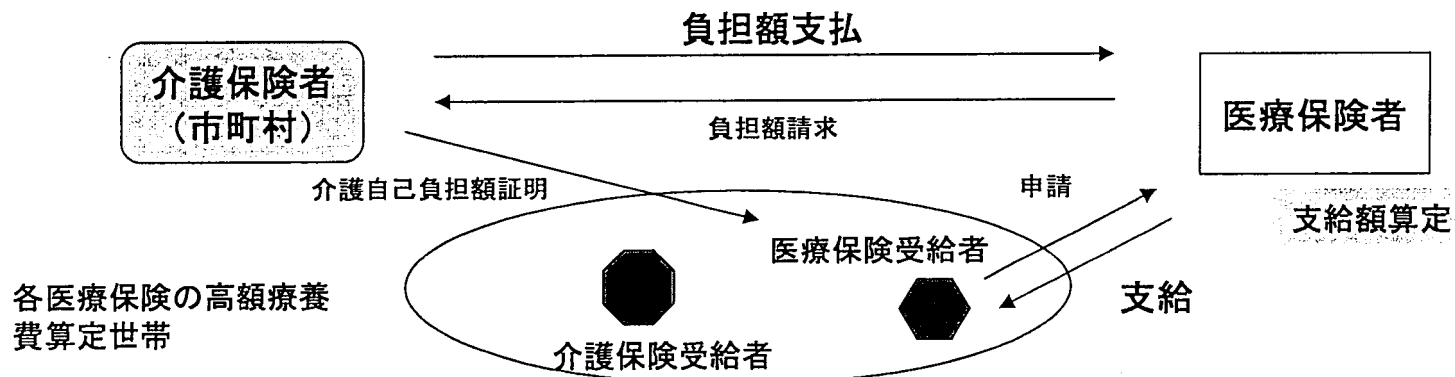 負担額支払
介護保険者
（市町村）
医療保険者
負担額請求
介護自己負担額証明
申請
支給額算定
医療保険受給者
各医療保険の高額療養
費算定世帯
支給
介護保険受給者